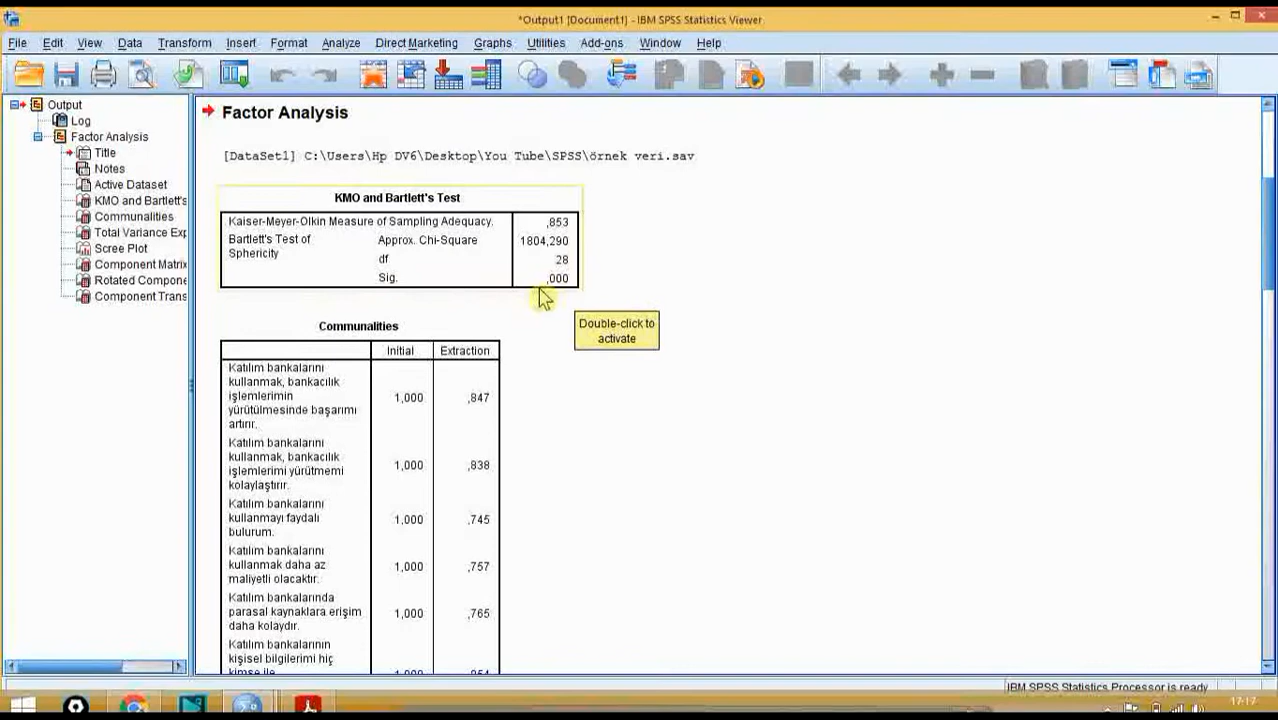 *Output1 [Document1] - IBM SPSS Statistics Viewer
File Edit View Data Transform Insert Format Analyze Direct Marketing Graphs Utilities Add-ons Window Help
Output
Log
Factor Analysis
Title
Notes
Active Dataset
KMO and Bartlett's
Communalities
Total Variance Exp
Scree Plot
Component Matrix
Rotated Compone
Component Trans
Factor Analysis
[DataSet1] C:\Users\Hp DV6\Desktop\You Tube\SPSS\örnek veri.sav
KMO and Bartlett's Test
Kaiser-Meyer-Olkin Measure of Sampling Adequacy. ,853
Bartlett's Test of Approx. Chi-Square 1804,290
Sphericity df 28
Sig. ,000
Double-click to
activate
Communalities
Initial Extraction
Katılım bankalarını
kullanmak, bankacılık
işlemlerimin 1,000 ,847
yürütülmesinde başarımı
artırır.
Katılım bankalarını
kullanmak, bankacılık 1,000 ,838
işlemlerimi yürütmemi
kolaylaştırır.
Katılım bankalarını
kullanmayı faydalı 1,000 ,745
bulurum.
Katılım bankalarını
kullanmak daha az 1,000 ,757
maliyetli olacaktır.
Katılım bankalarında
parasal kaynaklara erişim 1,000 ,765
daha kolaydır.
Katılım bankalarının
kişisel bilgilerimi hiç
kimse ile
IBM SPSS Statistics Processor is ready
17:17